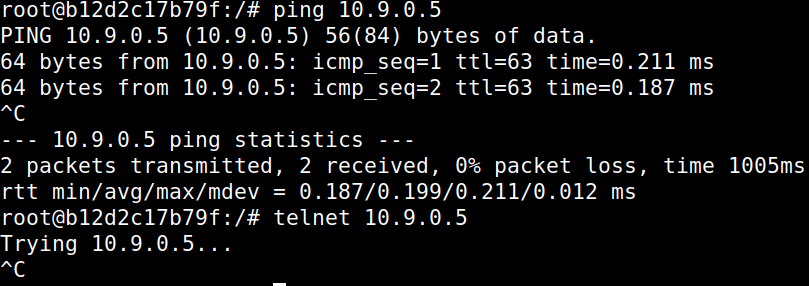 root@b12d2c17b79f:/# ping 10.9.0.5
PING 10.9.0.5 (10.9.0.5) 56(84) bytes of data.
64 bytes from 10.9.0.5: icmp_seq=1 ttl=63 time=0.211 ms
64 bytes from 10.9.0.5: icmp_seq=2 ttl=63 time=0.187 ms
^C
--- 10.9.0.5 ping statistics ---
2 packets transmitted, 2 received, 0% packet loss, time 1005ms
rtt min/avg/max/mdev = 0.187/0.199/0.211/0.012 ms
root@b12d2c17b79f:/# telnet 10.9.0.5
Trying 10.9.0.5...
^C